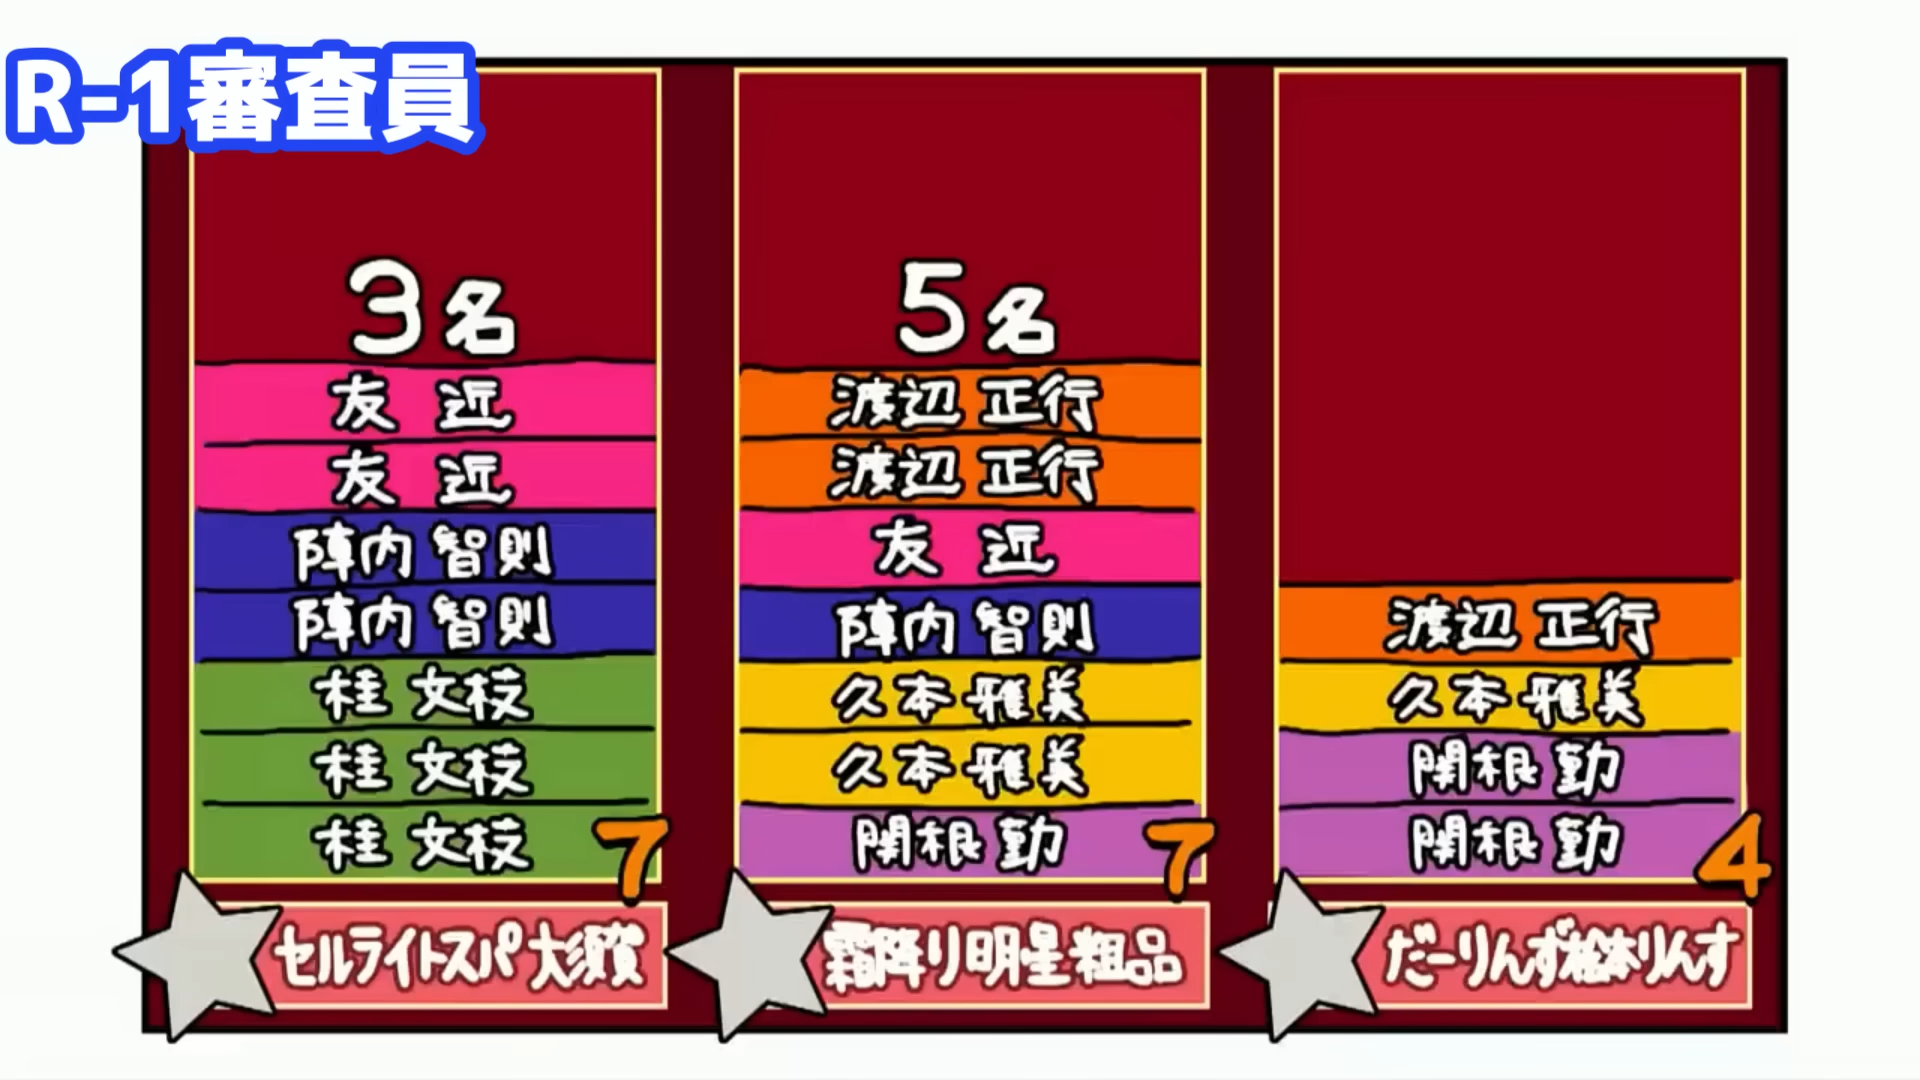 R-1審査員
3名
友近
友近
陣内智則
陣内智則
桂文枝
桂文枝
桂文枝
7
セルライトスパ大須賀
5名
渡辺正行
渡辺正行
友近
陣内智則
久本雅美
久本雅美
関根勤
7
霜降り明星粗品
渡辺正行
久本雅美
関根勤
関根勤
4
だーりんず松本りんす